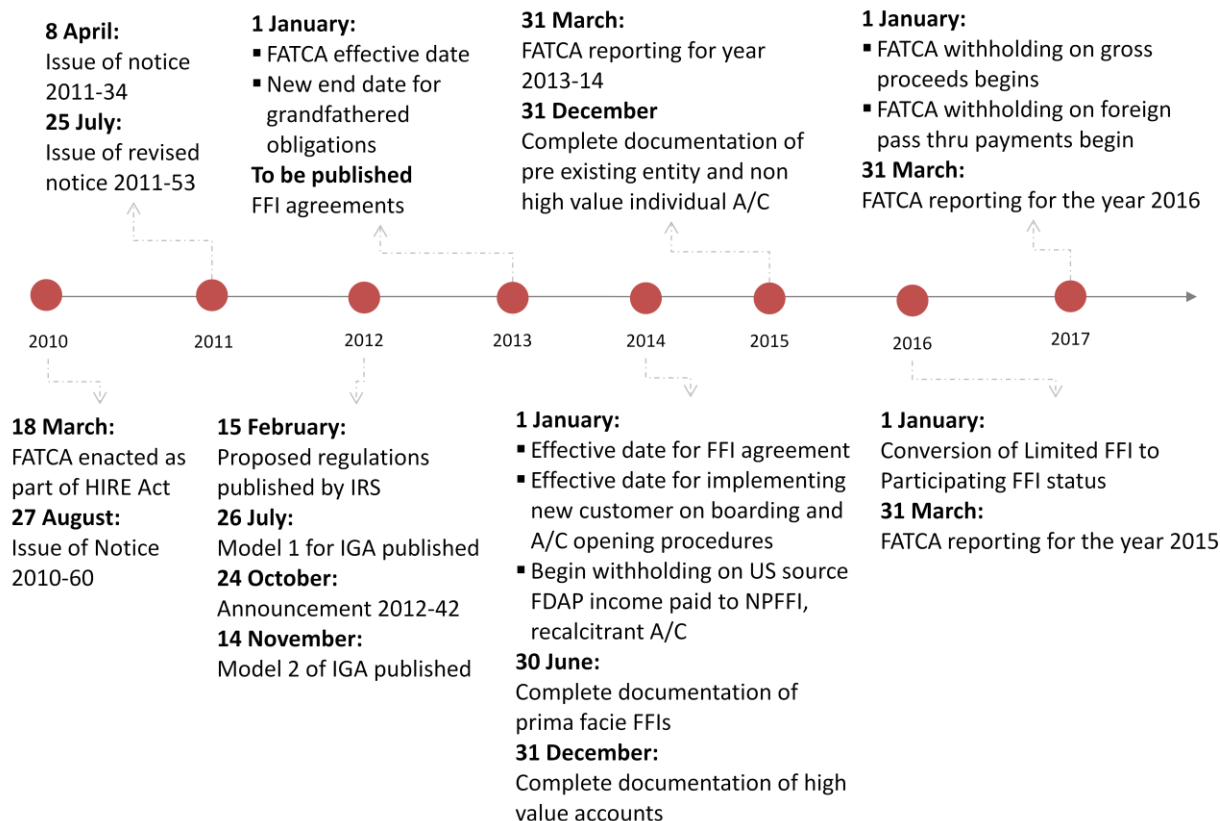 8 April:
Issue of notice
2011-34
25 July:
Issue of revised
notice 2011-53
1 January:
▪ FATCA effective date
▪ New end date for
grandfathered
obligations
To be published
FFI agreements
31 March:
FATCA reporting for year
2013-14
31 December
Complete documentation of
pre existing entity and non
high value individual A/C
1 January:
▪ FATCA withholding on gross
proceeds begins
▪ FATCA withholding on foreign
pass thru payments begin
31 March:
FATCA reporting for the year 2016
2010
2011
2012
2013
2014
2015
2016
2017
18 March:
FATCA enacted as
part of HIRE Act
27 August:
Issue of Notice
2010-60
15 February:
Proposed regulations
published by IRS
26 July:
Model 1 for IGA published
24 October:
Announcement 2012-42
14 November:
Model 2 of IGA published
1 January:
▪ Effective date for FFI agreement
▪ Effective date for implementing
new customer on boarding and
A/C opening procedures
▪ Begin withholding on US source
FDAP income paid to NPFFI,
recalcitrant A/C
30 June:
Complete documentation of
prima facie FFIs
31 December:
Complete documentation of high
value accounts
1 January:
Conversion of Limited FFI to
Participating FFI status
31 March:
FATCA reporting for the year 2015